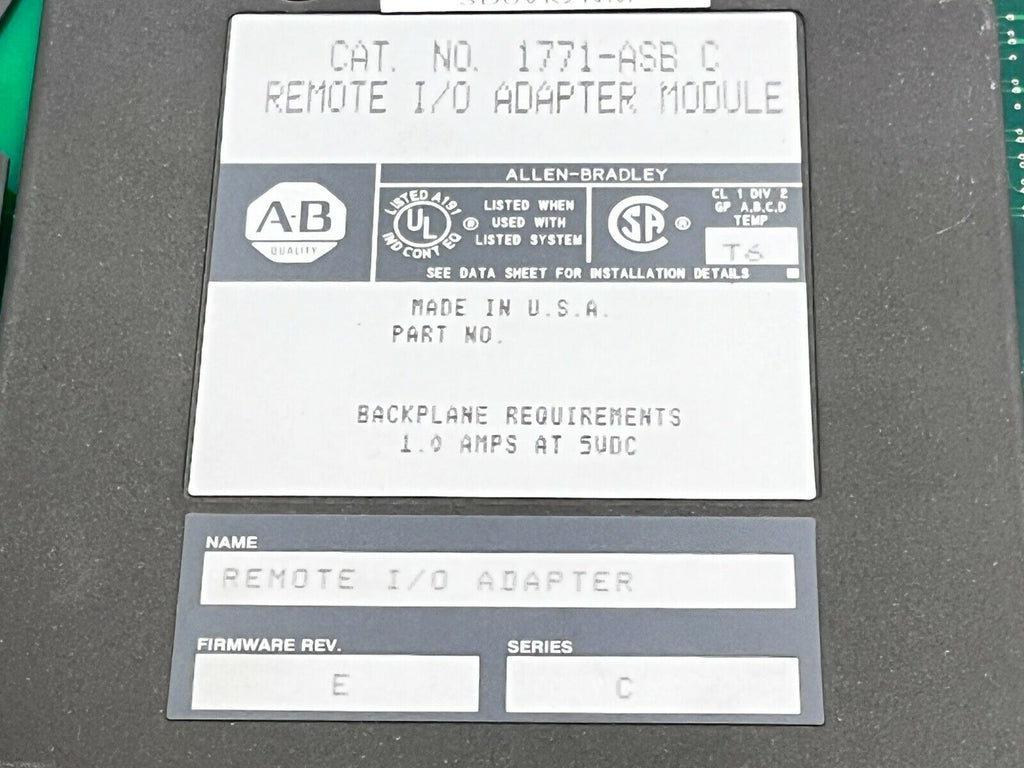 CAT. NO. 1771-ASB C
REMOTE I/O ADAPTER MODULE
ALLEN-BRADLEY
A-B
QUALITY
LISTED A191
UL ®
IND CONT EQ
LISTED WHEN
USED WITH
LISTED SYSTEM
SA ®
CL 1 DIV 2
GP A,B,C,D
TEMP
T6
SEE DATA SHEET FOR INSTALLATION DETAILS
MADE IN U.S.A.
PART NO.
BACKPLANE REQUIREMENTS
1.0 AMPS AT 5VDC
NAME
REMOTE I/O ADAPTER
FIRMWARE REV.
E
SERIES
C